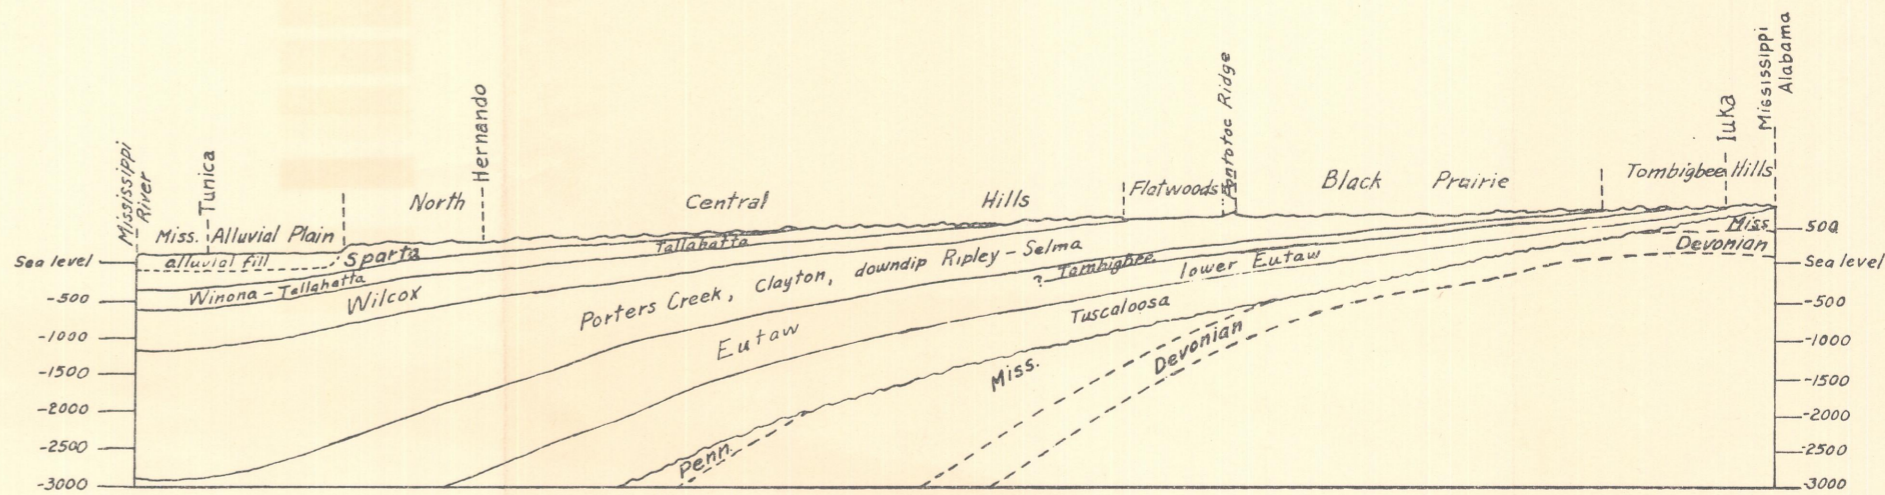 Mississippi River
Tunica
Hernando
Pontotoc Ridge
Iuka
Mississippi
Alabama
Miss. Alluvial Plain
North Central Hills
Flatwoods
Black Prairie
Tombigbee Hills
alluvial fill
Sparta
Tallahatta
Winona-Tallahatta
Wilcox
Porters Creek, Clayton, downdip Ripley-Selma
? Tombigbee
lower Eutaw
Eutaw
Tuscaloosa
Miss.
Devonian
Penn.
Miss
Devonian
Sea level
-500
-1000
-1500
-2000
-2500
-3000
500
Sea level
-500
-1000
-1500
-2000
-2500
-3000